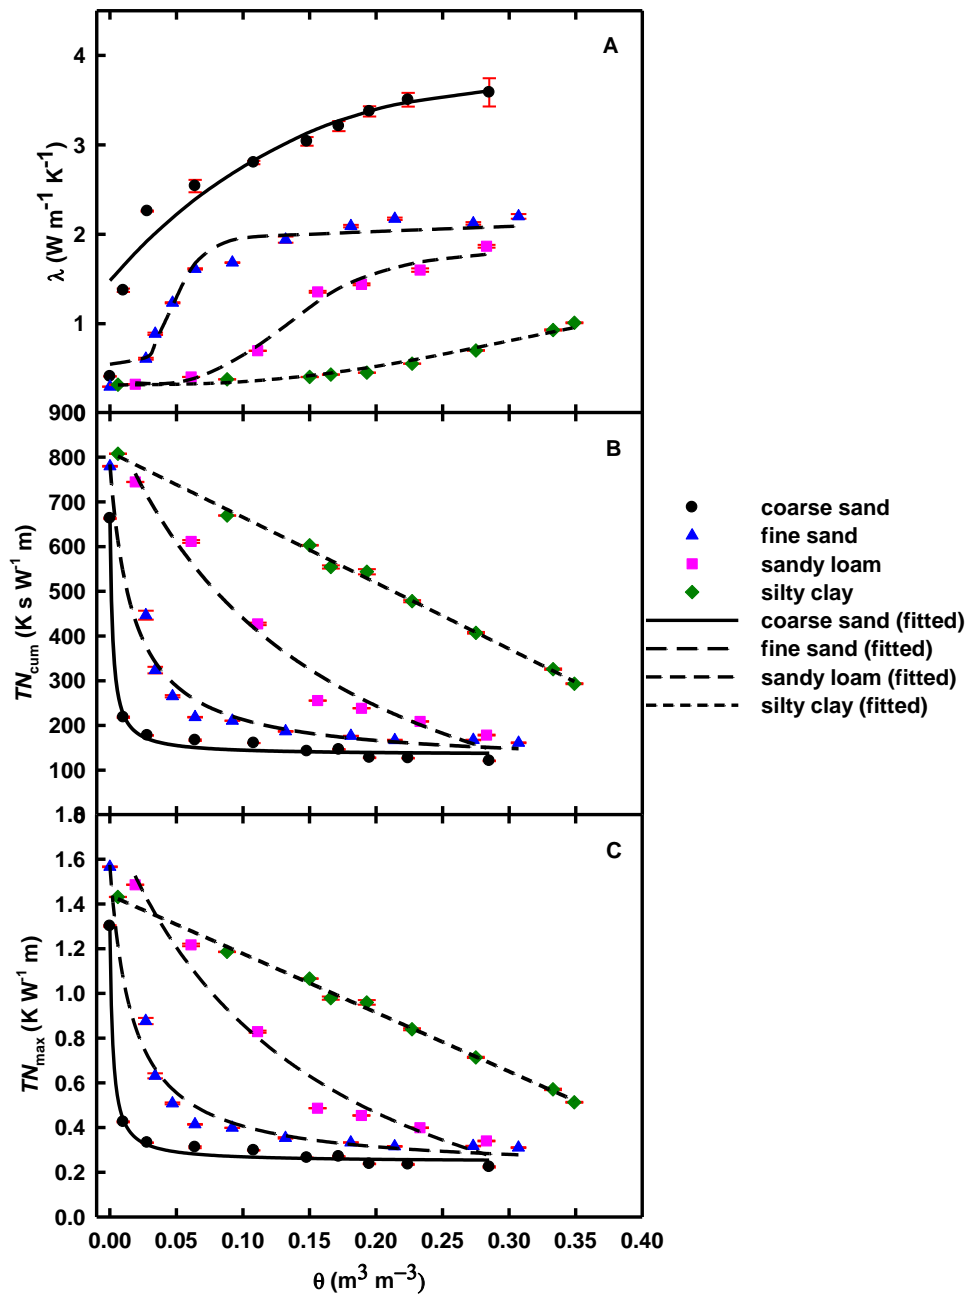 A
4
3
2
1
0
λ (W m⁻¹ K⁻¹)
B
900
800
700
600
500
400
300
200
100
0
TNcum (K s W⁻¹ m)
coarse sand
fine sand
sandy loam
silty clay
coarse sand (fitted)
fine sand (fitted)
sandy loam (fitted)
silty clay (fitted)
C
1.8
1.6
1.4
1.2
1.0
0.8
0.6
0.4
0.2
0.0
TNmax (K W⁻¹ m)
0.00 0.05 0.10 0.15 0.20 0.25 0.30 0.35 0.40
θ (m³ m⁻³)